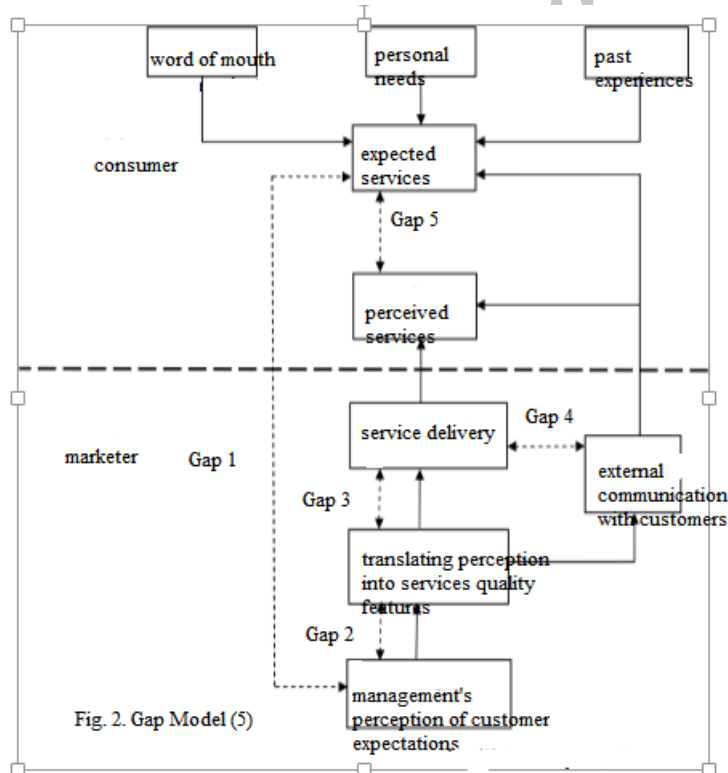 word of mouth
personal
needs
past
experiences
expected
services
consumer
Gap 5
perceived
services
service delivery
Gap 4
marketer
Gap 1
external
communication
with customers
Gap 3
translating perception
into services quality
features
Gap 2
management's
perception of customer
expectations
Fig. 2. Gap Model (5)